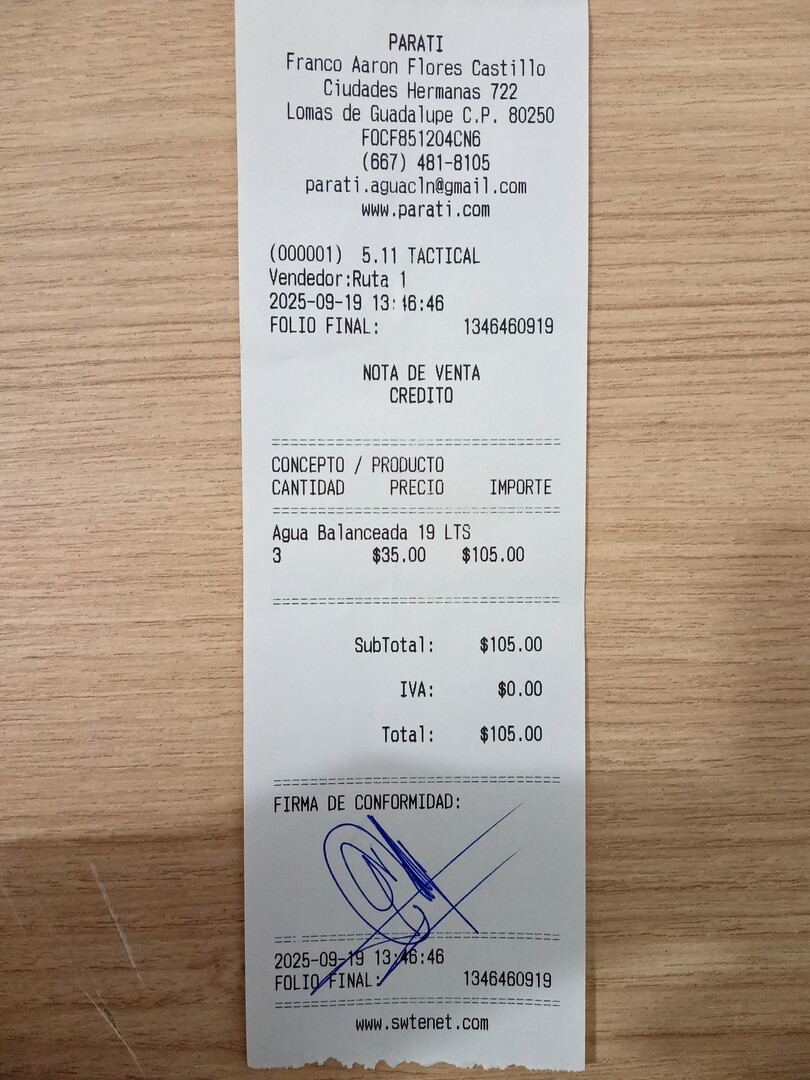 PARATI
Franco Aaron Flores Castillo
Ciudades Hermanas 722
Lomas de Guadalupe C.P. 80250
FOCF851204CN6
(667) 481-8105
parati.aguacln@gmail.com
www.parati.com
(000001) 5.11 TACTICAL
Vendedor:Ruta 1
2025-09-19 13:46:46
FOLIO FINAL: 1346460919
NOTA DE VENTA
CREDITO
CONCEPTO / PRODUCTO
CANTIDAD PRECIO IMPORTE
Agua Balanceada 19 LTS
3 $35.00 $105.00
SubTotal: $105.00
IVA: $0.00
Total: $105.00
FIRMA DE CONFORMIDAD:
2025-09-19 13:46:46
FOLIO FINAL: 1346460919
www.swtenet.com